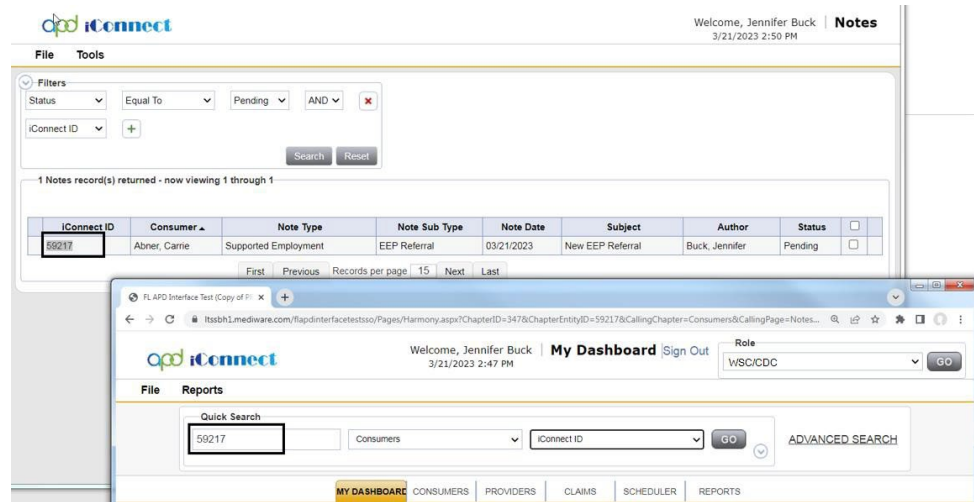 apd iConnect
Welcome, Jennifer Buck | Notes
3/21/2023 2:50 PM
File Tools
Filters
Status Equal To Pending AND
iConnect ID
Search Reset
1 Notes record(s) returned - now viewing 1 through 1
iConnect ID Consumer Note Type Note Sub Type Note Date Subject Author Status
59217 Abner, Carrie Supported Employment EEP Referral 03/21/2023 New EEP Referral Buck, Jennifer Pending
First Previous Records per page 15 Next Last
FL APD Interface Test (Copy of
ltssbh1.mediware.com/flapdinterfacetestsso/Pages/Harmony.aspx?ChapterID=347&ChapterEntityID=59217&CallingChapter=Consumers&CallingPage=Notes...
apd iConnect
Welcome, Jennifer Buck | My Dashboard Sign Out
3/21/2023 2:47 PM
Role
WSC/CDC GO
File Reports
Quick Search
59217 Consumers iConnect ID GO ADVANCED SEARCH
MY DASHBOARD CONSUMERS PROVIDERS CLAIMS SCHEDULER REPORTS